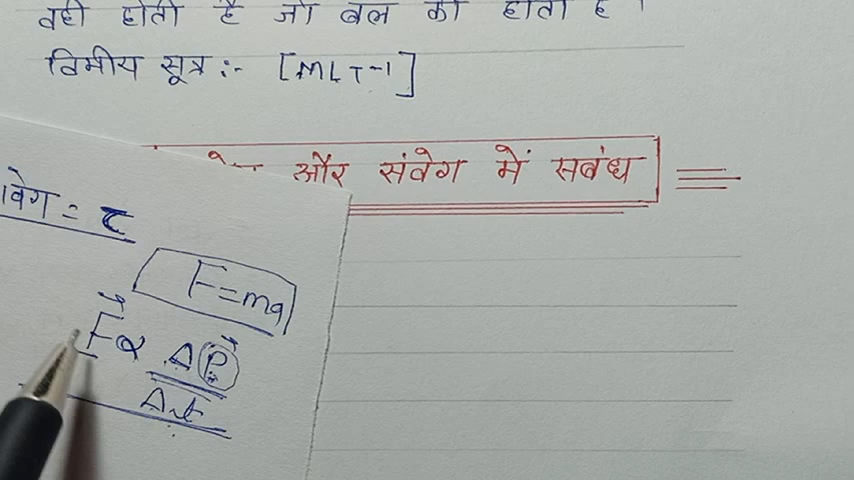 वही होती है जो बल की होती है।
विमीय सूत्र :- [MLT-1]
और संवेग में सबंध
वेग =
F=ma
F∝ ΔP
Δt